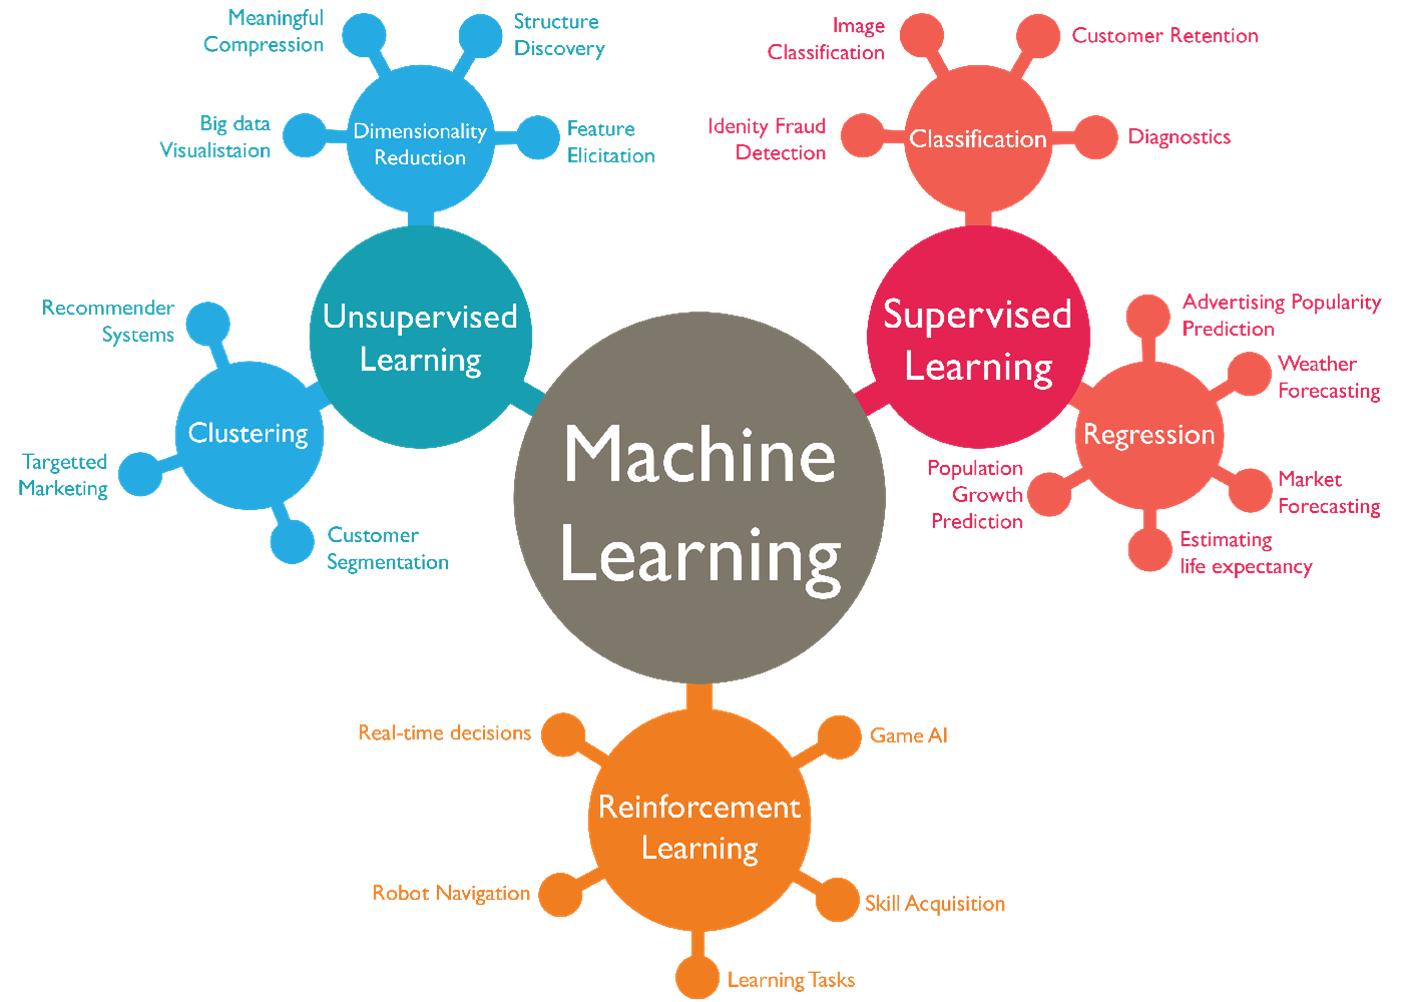 Meaningful
Compression
Structure
Discovery
Big data
Visualistaion
Dimensionality
Reduction
Feature
Elicitation
Image
Classification
Customer Retention
Idenity Fraud
Detection
Classification
Diagnostics
Unsupervised
Learning
Recommender
Systems
Clustering
Targetted
Marketing
Customer
Segmentation
Supervised
Learning
Advertising Popularity
Prediction
Weather
Forecasting
Regression
Population
Growth
Prediction
Market
Forecasting
Estimating
life expectancy
Machine
Learning
Real-time decisions
Game AI
Reinforcement
Learning
Robot Navigation
Skill Acquisition
Learning Tasks